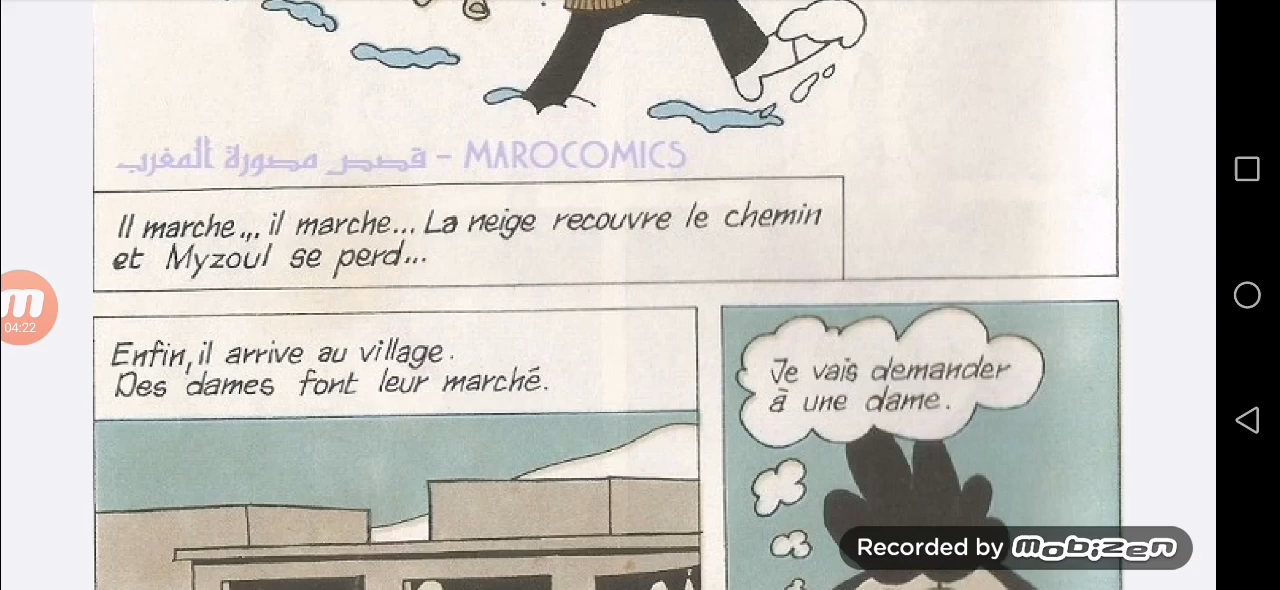 قصص مصورة المغرب - MAROCOMICS
Il marche... il marche... La neige recouvre le chemin
et Myzoul se perd...
Enfin, il arrive au village.
Des dames font leur marché.
Je vais demander
à une dame.
04:22
Recorded by mobizen